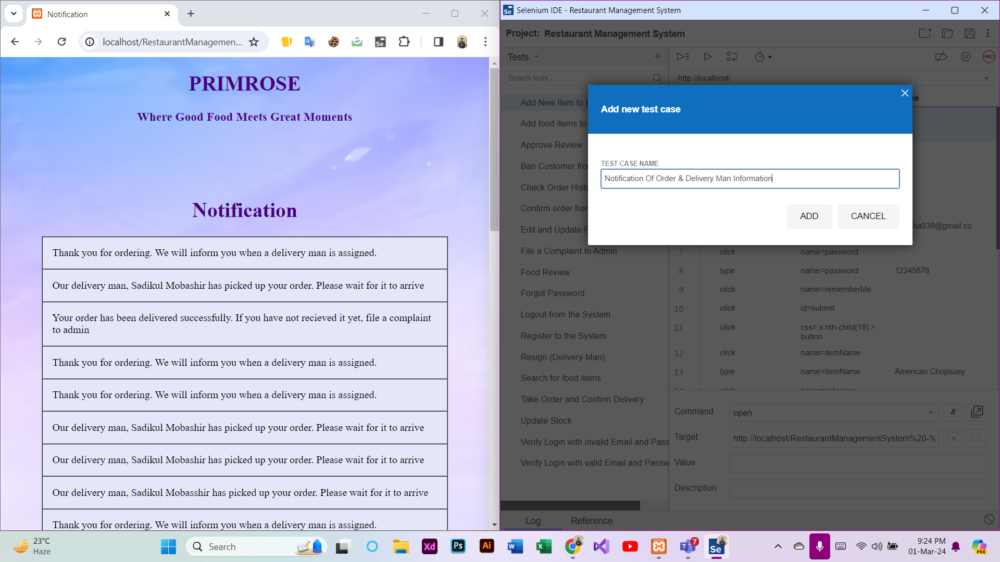 Notification
localhost/RestaurantManagemen...
PRIMROSE
Where Good Food Meets Great Moments
Notification
Thank you for ordering. We will inform you when a delivery man is assigned.
Our delivery man, Sadikul Mobashir has picked up your order. Please wait for it to arrive
Your order has been delivered successfully. If you have not recieved it yet, file a complaint
to admin
Thank you for ordering. We will inform you when a delivery man is assigned.
Thank you for ordering. We will inform you when a delivery man is assigned.
Our delivery man, Sadikul Mobashir has picked up your order. Please wait for it to arrive
Our delivery man, Sadikul Mobashir has picked up your order. Please wait for it to arrive
Our delivery man, Sadikul Mobasshir has picked up your order. Please wait for it to arrive
Thank you for ordering. We will inform you when a delivery man is assigned.
Se Selenium IDE - Restaurant Management System
Project: Restaurant Management System
Tests
REC
Search tests...
http://localhost/
Add New Item to
Add food items to
Approve Review
Ban Customer
Check Order
Confirm order
Edit and Update
File a Complaint to Admin
Food Review
Forgot Password
Logout from the System
Register to the System
Resign (Delivery-Man)
Search for food items
Take Order and Confirm Delivery
Update Stock
Verify Login with invalid Email and Pass
Verify Login with valid Email and Passw
Add new test case
TEST CASE NAME
Notification Of Order & Delivery Man Information
ADD CANCEL
ha938@gmail.co
7 click name=password
8 type name=password 12345678
9 click name=rememberMe
10 click id=submit
11 click css=.x:nth-child(19) >
button
12 click name=itemName
13 type name=itemName American Chopsuey
Command open //
Target http://localhost/RestaurantManagementSystem%20-%
Value
Description
Log Reference
23°C
Haze
Search
Xd Ps Ai W X T 7 Se
9:24 PM
01-Mar-24
PRE